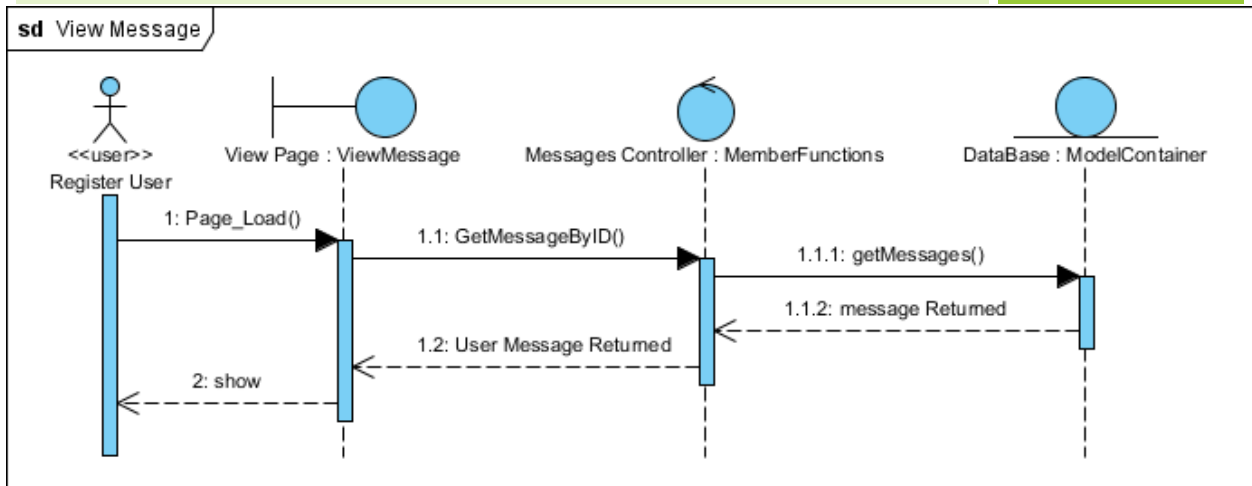 sd View Message
<<user>>
Register User
View Page : ViewMessage
Messages Controller : MemberFunctions
DataBase : ModelContainer
1: Page_Load()
1.1: GetMessageByID()
1.1.1: getMessages()
1.1.2: message Returned
1.2: User Message Returned
2: show